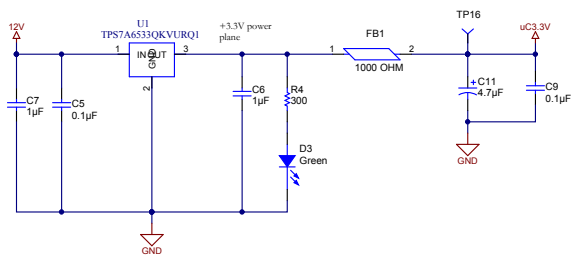 U1
TPS7A6533QKVURQ1
12V
1
IN OUT
GND
3
2
+3.3V power
plane
FB1
1
2
1000 OHM
TP16
uC3.3V
C7
1µF
C5
0.1µF
C6
1µF
R4
300
D3
Green
C11
4.7µF
+
C9
0.1µF
GND
GND